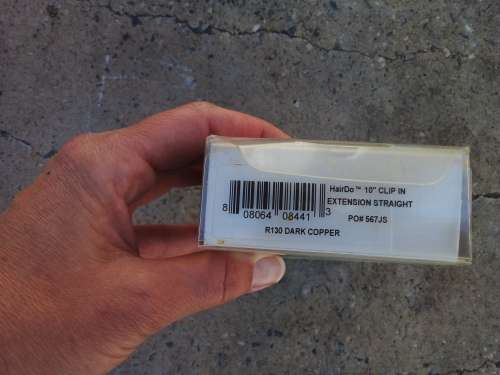 HairDo™ 10" CLIP IN
EXTENSION STRAIGHT
PO# 567JS
8 08064 08441 3
R130 DARK COPPER